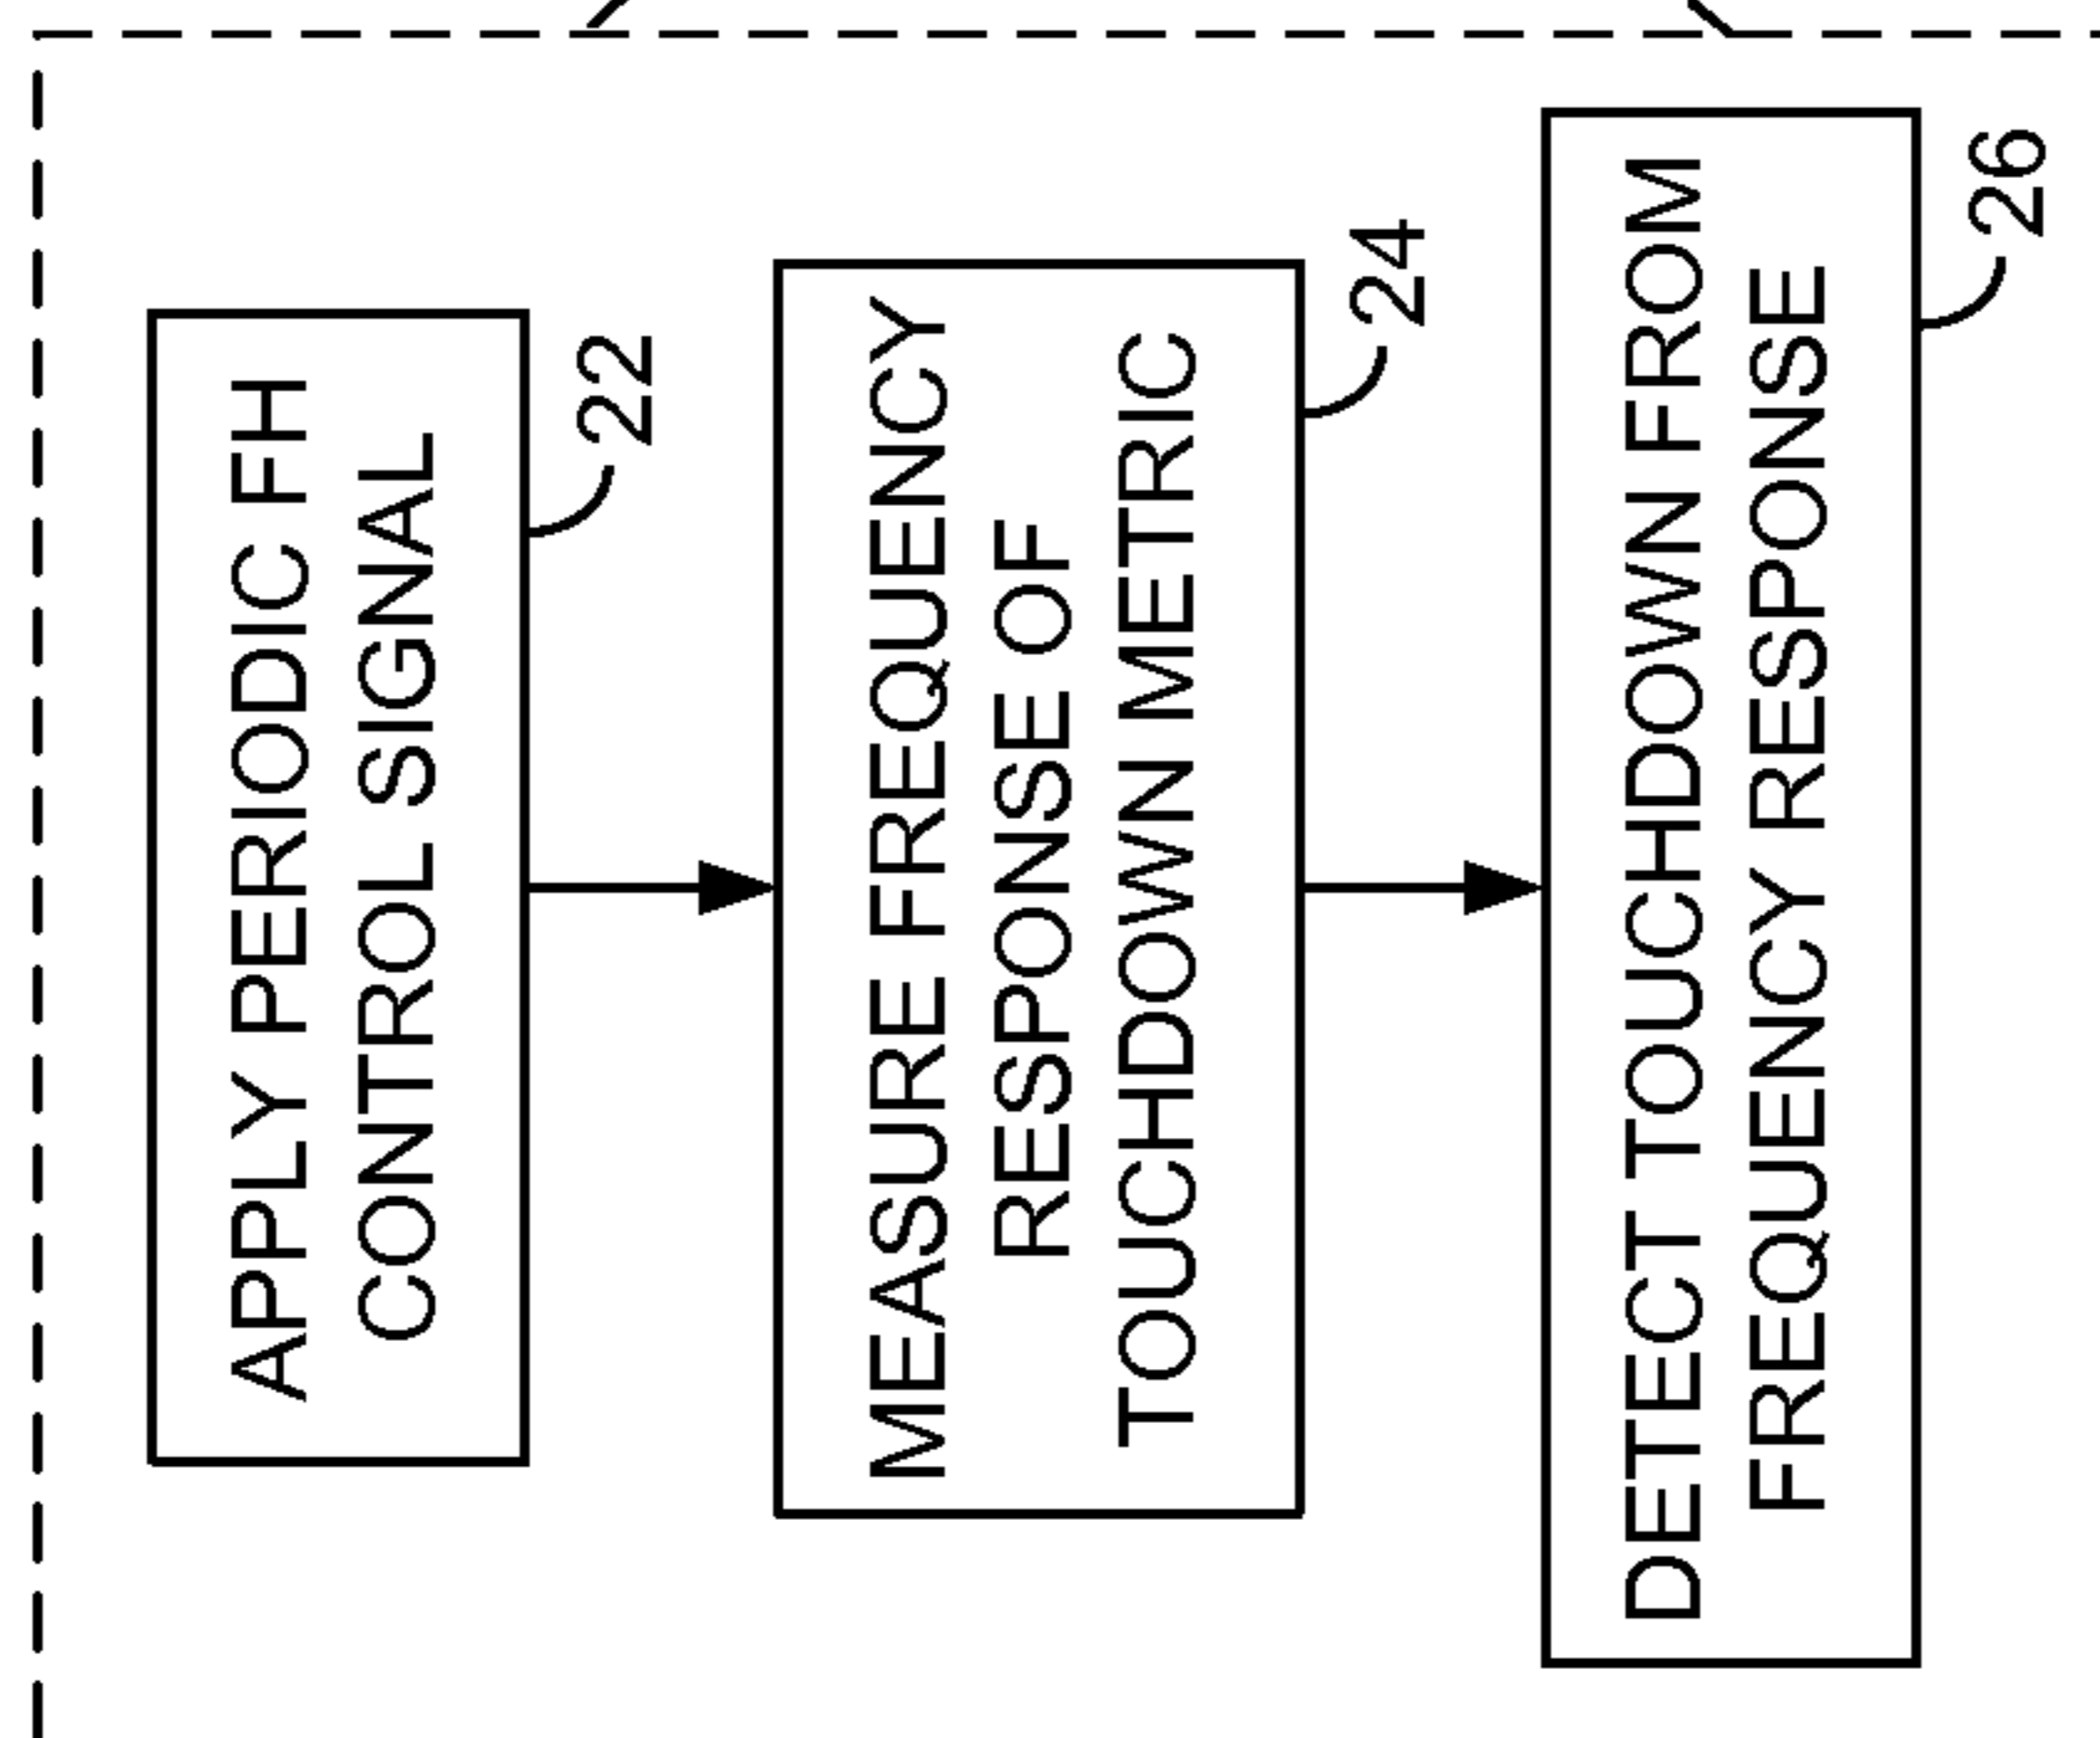 APPLY PERIODIC FH
CONTROL SIGNAL
22
MEASURE FREQUENCY
RESPONSE OF
TOUCHDOWN METRIC
24
DETECT TOUCHDOWN FROM
FREQUENCY RESPONSE
26